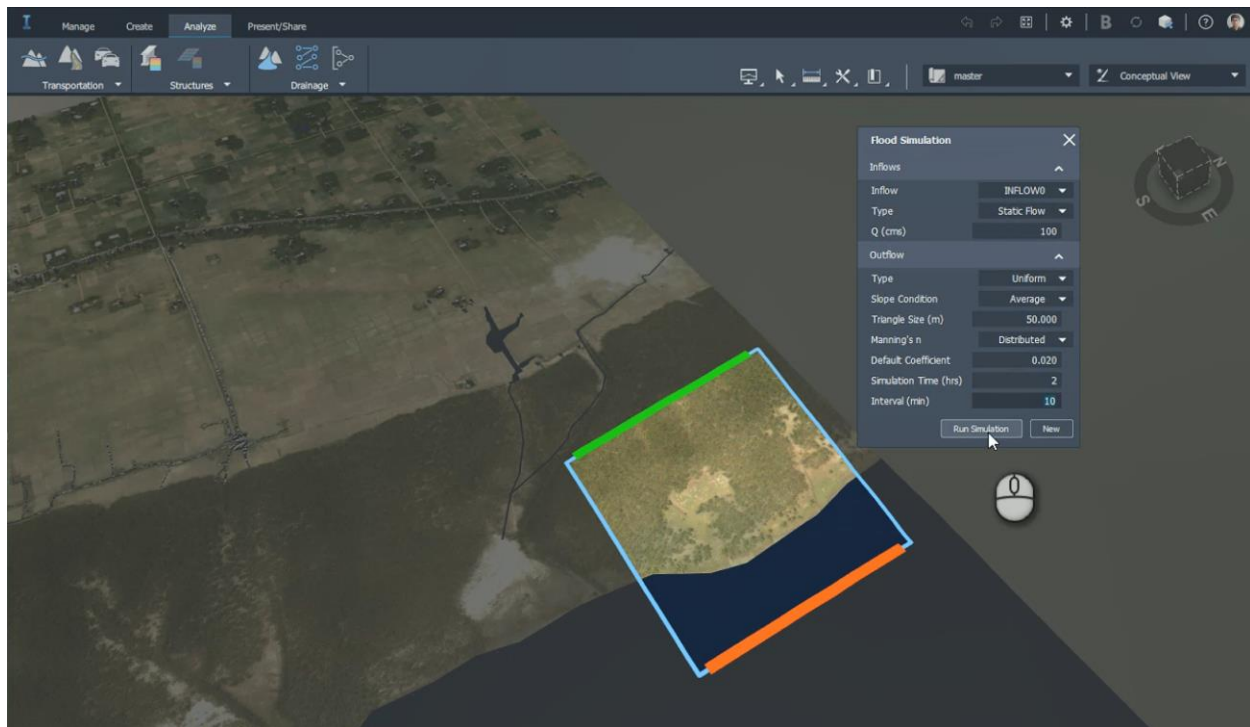 Manage Create Analyze Present/Share
Transportation Structures Drainage
master Conceptual View
Flood Simulation
Inflows
Inflow INFLOW0
Type Static Flow
Q (cms) 100
Outflow
Type Uniform
Slope Condition Average
Triangle Size (m) 50.000
Manning's n Distributed
Default Coefficient 0.020
Simulation Time (hrs) 2
Interval (min) 10
Run Simulation New
N
S E